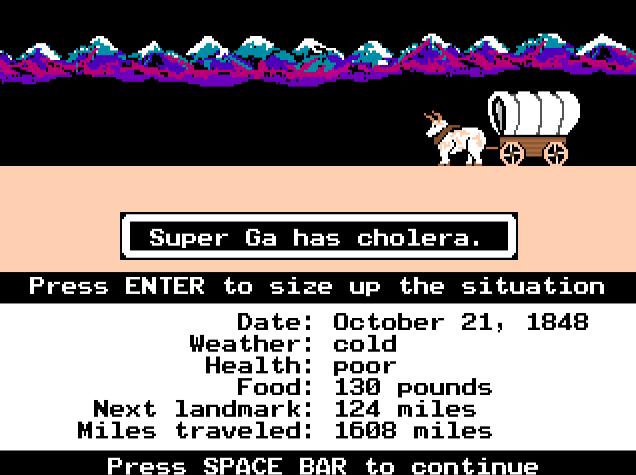 Super Ga has cholera.
Press ENTER to size up the situation
Date: October 21, 1848
Weather: cold
Health: poor
Food: 130 pounds
Next landmark: 124 miles
Miles traveled: 1608 miles
Press SPACE BAR to continue